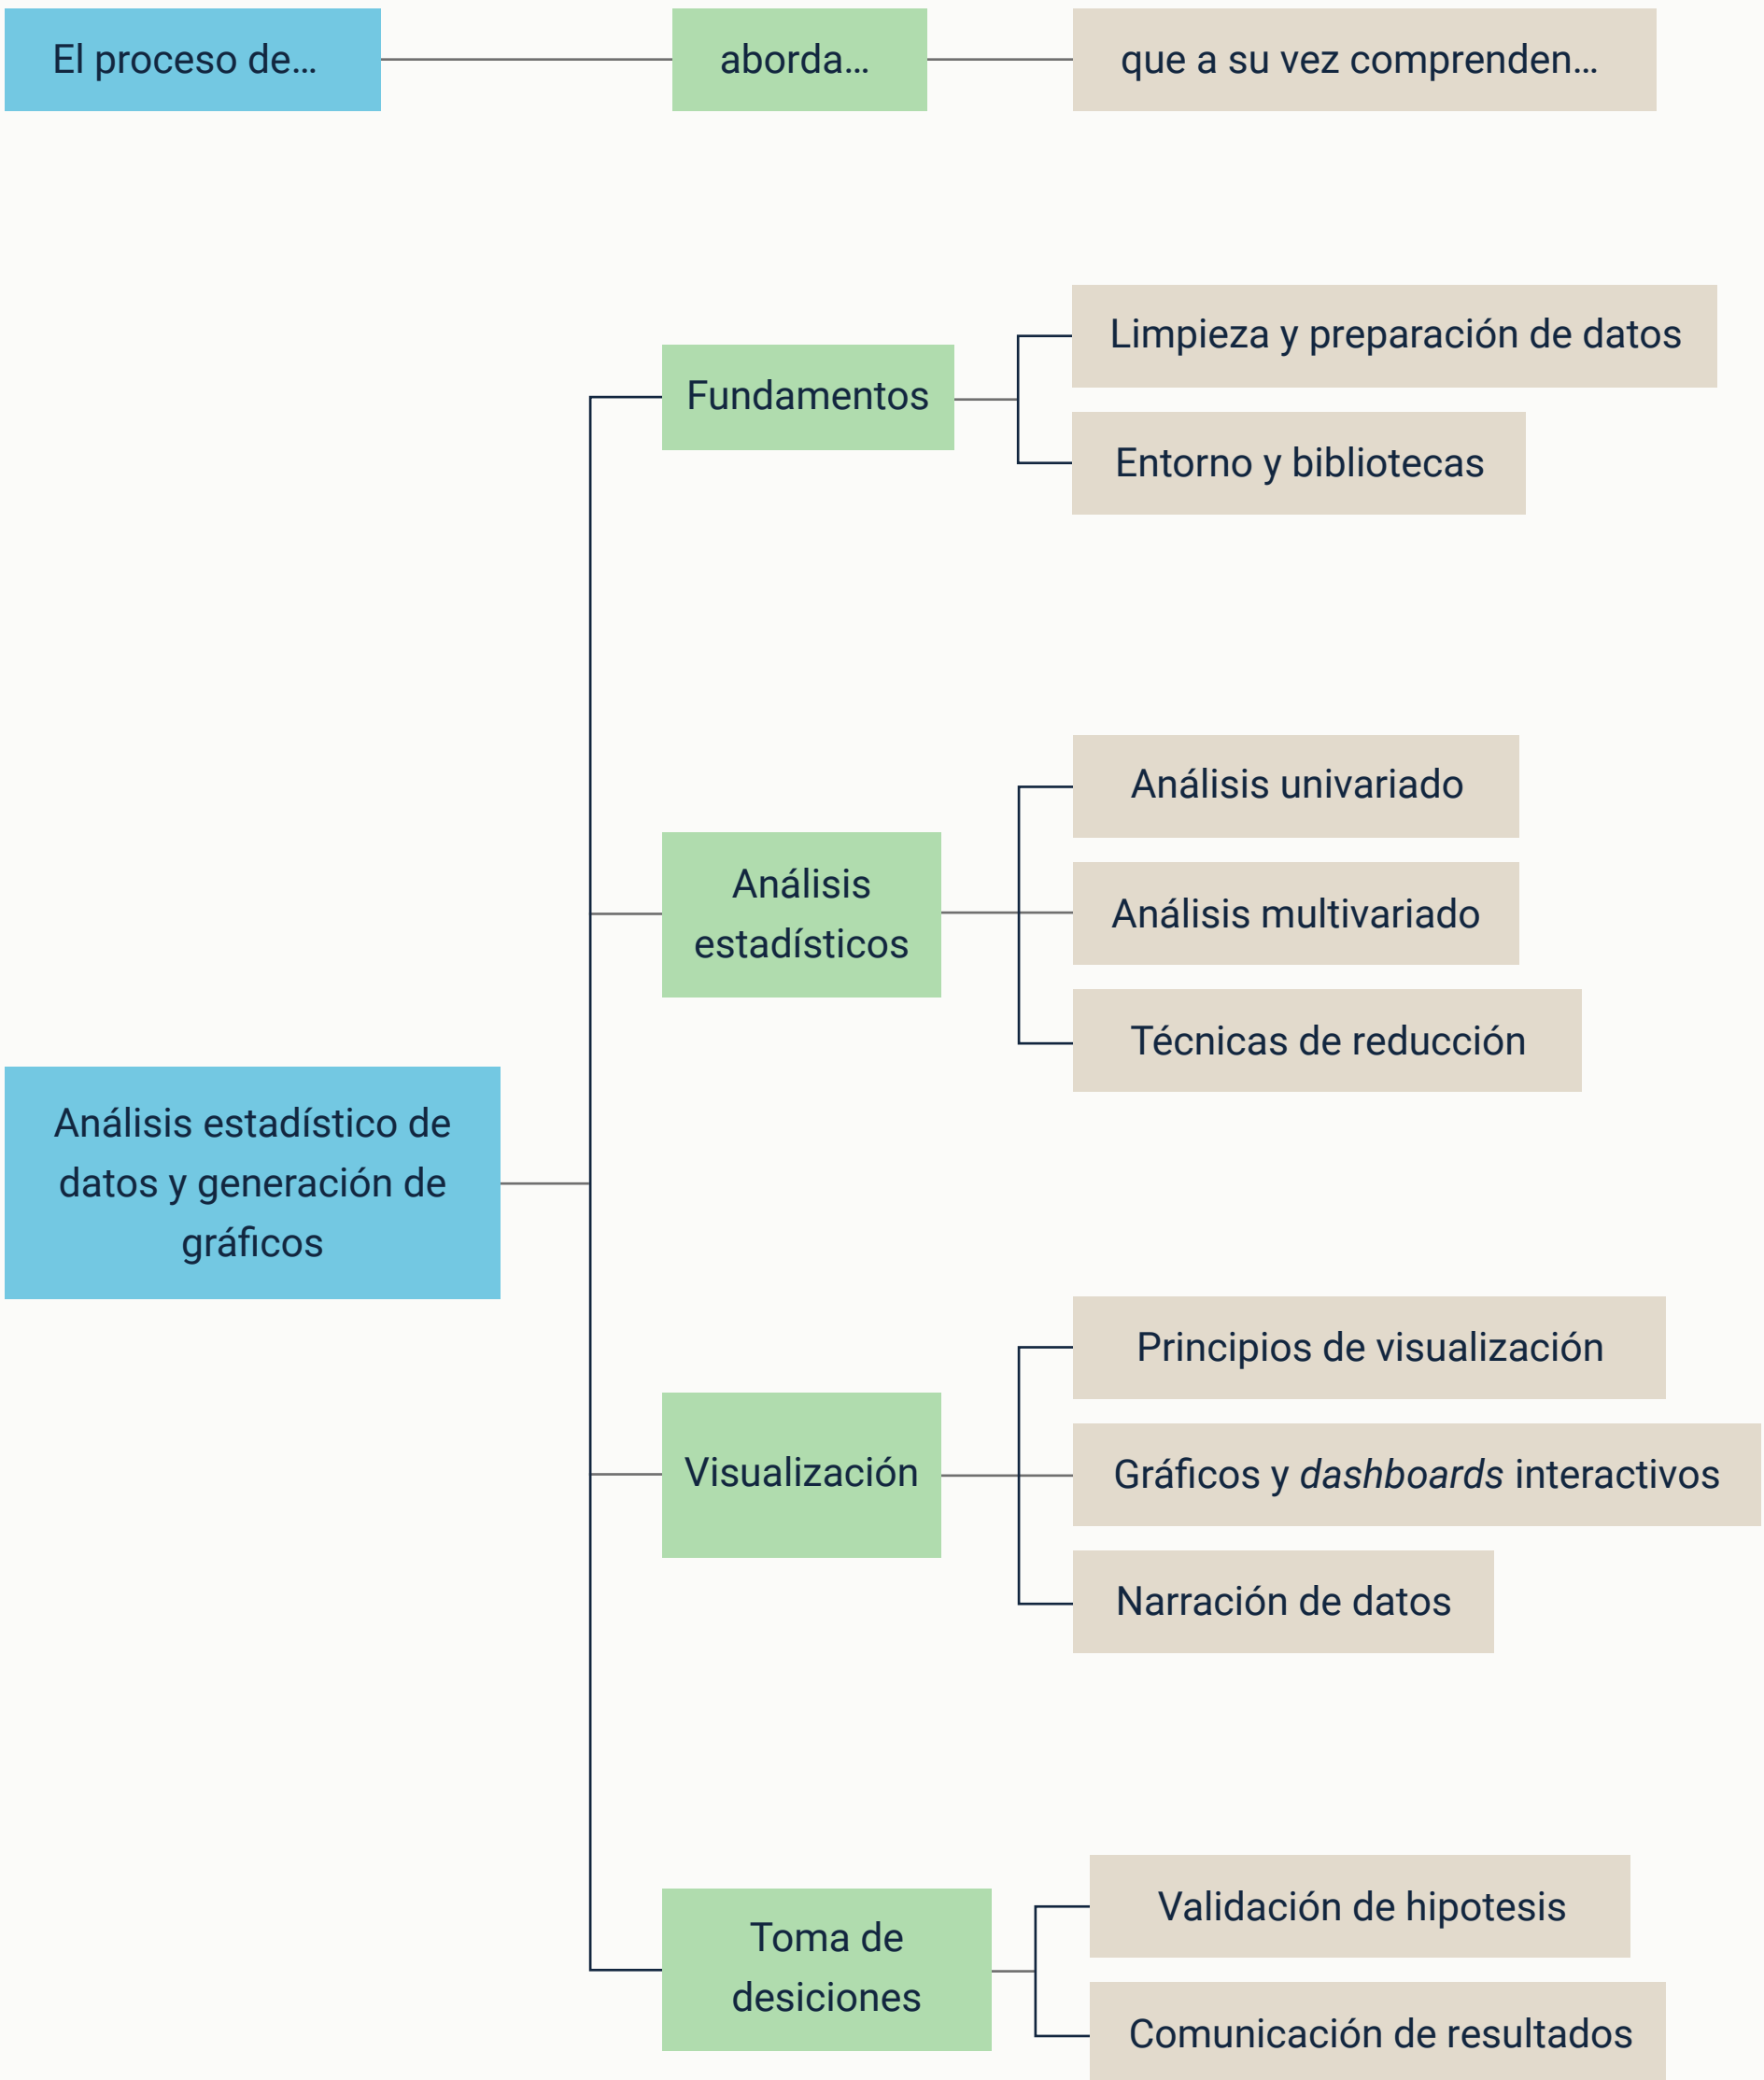 El proceso de...
aborda...
que a su vez comprenden...
Fundamentos
Limpieza y preparación de datos
Entorno y bibliotecas
Análisis
estadísticos
Análisis univariado
Análisis multivariado
Técnicas de reducción
Análisis estadístico de
datos y generación de
gráficos
Visualización
Principios de visualización
Gráficos y dashboards interactivos
Narración de datos
Toma de
desiciones
Validación de hipotesis
Comunicación de resultados